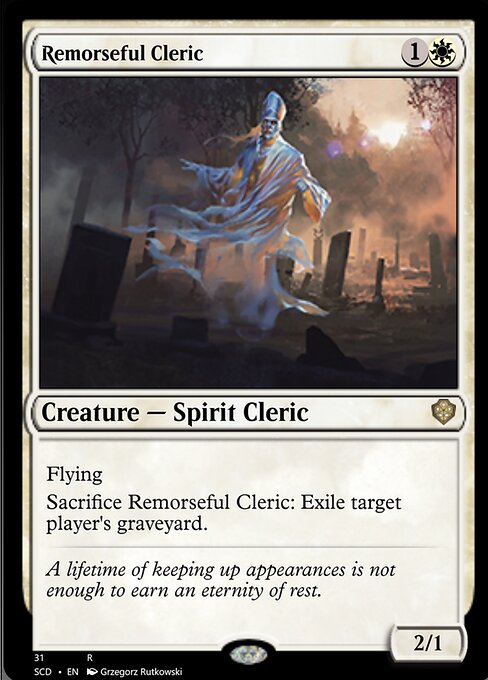 Remorseful Cleric 1
Creature — Spirit Cleric
Flying
Sacrifice Remorseful Cleric: Exile target
player's graveyard.
A lifetime of keeping up appearances is not
enough to earn an eternity of rest.
2/1
31 R
SCD • EN Grzegorz Rutkowski